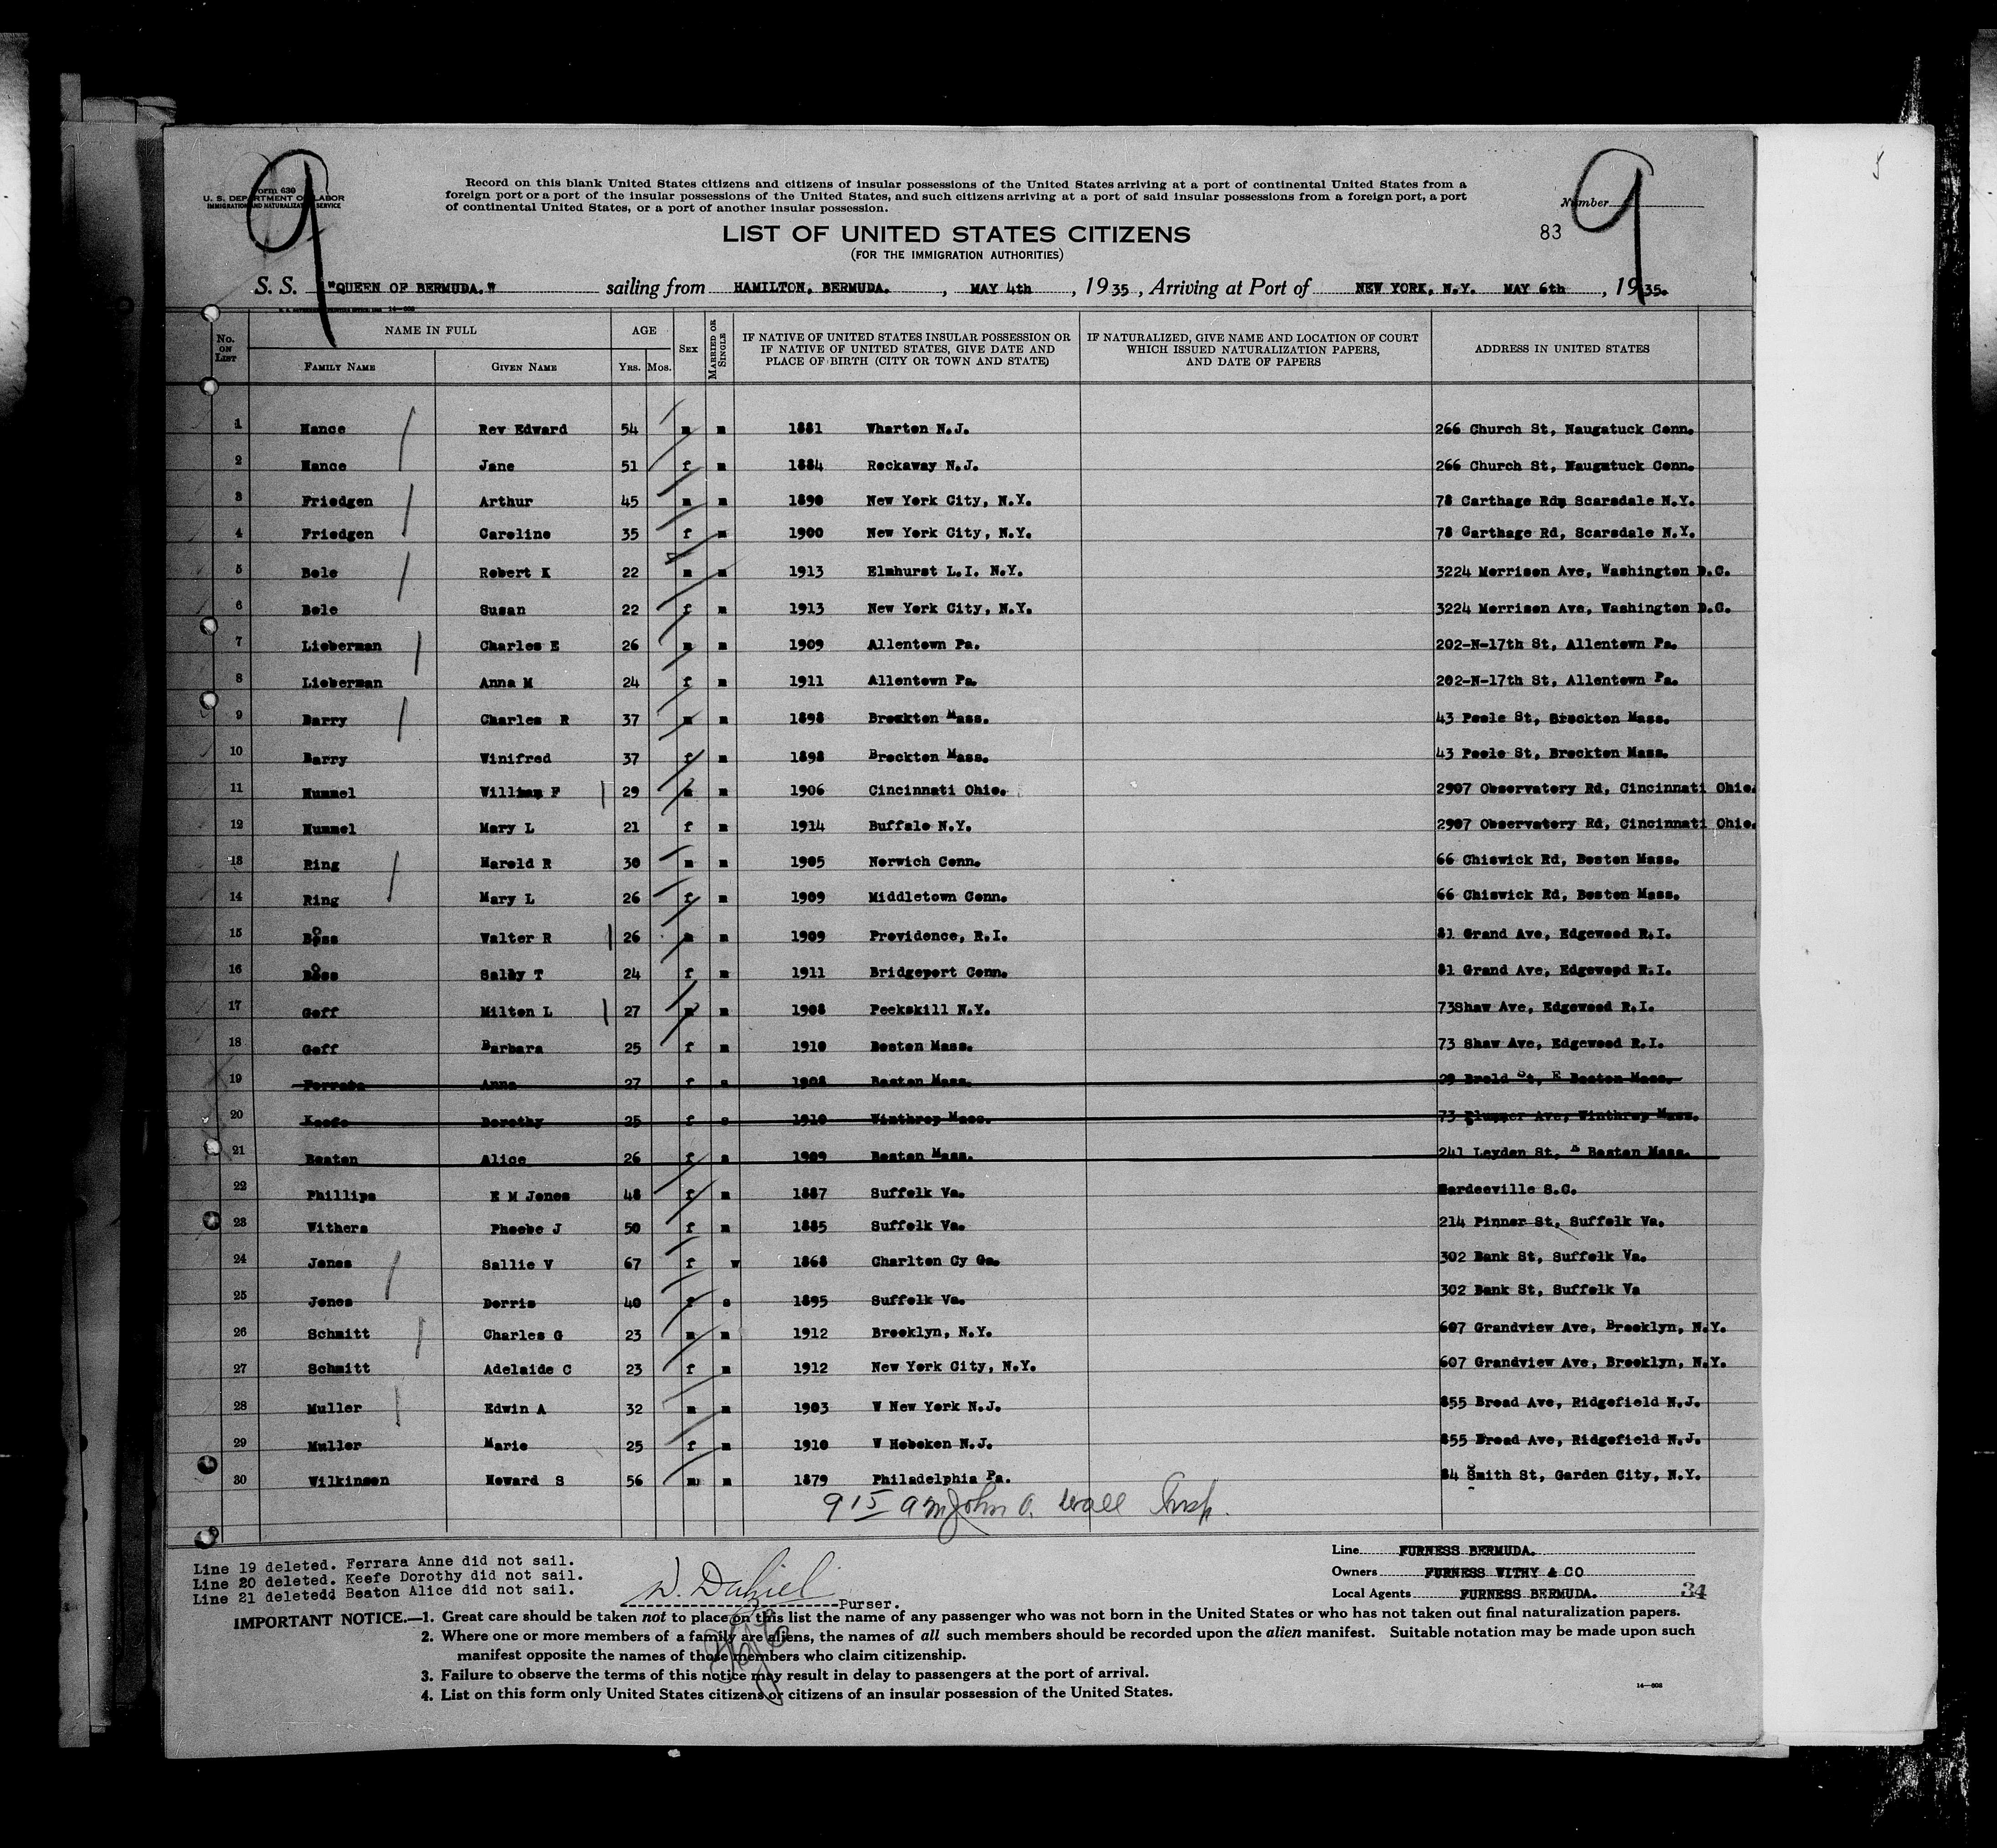 9
9
5
Form 630
U. S. DEPARTMENT OF LABOR
IMMIGRATION AND NATURALIZATION SERVICE
Record on this blank United States citizens and citizens of insular possessions of the United States arriving at a port of continental United States from a
foreign port or a port of the insular possessions of the United States, and such citizens arriving at a port of said insular possessions from a foreign port, a port
of continental United States, or a port of another insular possession.
Number
83
LIST OF UNITED STATES CITIZENS
(FOR THE IMMIGRATION AUTHORITIES)
S. S. "QUEEN OF BERMUDA." sailing from HAMILTON, BERMUDA. , MAY 4th , 1935 , Arriving at Port of NEW YORK, N.Y. MAY 6th , 1935.
No. ON LIST
NAME IN FULL
FAMILY NAME
GIVEN NAME
AGE
YRS. MOS.
SEX
MARRIED OR SINGLE
IF NATIVE OF UNITED STATES INSULAR POSSESSION OR
IF NATIVE OF UNITED STATES, GIVE DATE AND
PLACE OF BIRTH (CITY OR TOWN AND STATE)
IF NATURALIZED, GIVE NAME AND LOCATION OF COURT
WHICH ISSUED NATURALIZATION PAPERS,
AND DATE OF PAPERS
ADDRESS IN UNITED STATES
1 Hance Rev Edward 54 m m 1881 Wharton N.J. 266 Church St, Naugatuck Conn.
2 Hance Jane 51 f m 1884 Rockaway N.J. 266 Church St, Naugatuck Conn.
3 Friedgen Arthur 45 m m 1890 New York City, N.Y. 78 Carthage Rd, Scarsdale N.Y.
4 Friedgen Caroline 35 f m 1900 New York City, N.Y. 78 Carthage Rd, Scarsdale N.Y.
5 Bole Robert K 22 m m 1913 Elmhurst L.I. N.Y. 3224 Morrison Ave, Washington D.C.
6 Bole Susan 22 f m 1913 New York City, N.Y. 3224 Morrison Ave, Washington D.C.
7 Lieberman Charles E 26 m m 1909 Allentown Pa. 202-N-17th St, Allentown Pa.
8 Lieberman Anna M 24 f m 1911 Allentown Pa. 202-N-17th St, Allentown Pa.
9 Barry Charles R 37 m m 1898 Brockton Mass. 43 Poole St, Brockton Mass.
10 Barry Winifred 37 f m 1898 Brockton Mass. 43 Poole St, Brockton Mass.
11 Hummel William F 29 m m 1906 Cincinnati Ohio. 2907 Observatory Rd, Cincinnati Ohio.
12 Hummel Mary L 21 f m 1914 Buffalo N.Y. 2907 Observatory Rd, Cincinnati Ohio.
13 Ring Harold R 30 m m 1905 Norwich Conn. 66 Chiswick Rd, Boston Mass.
14 Ring Mary L 26 f m 1909 Middletown Conn. 66 Chiswick Rd, Boston Mass.
15 Boss Walter R 26 m m 1909 Providence, R.I. 81 Grand Ave, Edgewood R.I.
16 Boss Salby T 24 f m 1911 Bridgeport Conn. 81 Grand Ave, Edgewood R.I.
17 Goff Milton L 27 m m 1908 Peekskill N.Y. 73Shaw Ave, Edgewood R.I.
18 Goff Barbara 25 f m 1910 Boston Mass. 73 Shaw Ave, Edgewood R.I.
19 Ferrara Anna 27 f s 1908 Boston Mass. 29 St, E Boston Mass.
20 Keefe Dorothy 25 f s 1910 Winthrop Mass. 73 Plummer Ave, Winthrop Mass.
21 Beaton Alice 26 f s 1909 Boston Mass. 241 Leyden St, Boston Mass.
22 Phillips E M Jones 48 f m 1887 Suffolk Va. Hardeeville S.C.
23 Withers Phoebe J 50 f m 1885 Suffolk Va. 214 Pinner St, Suffolk Va.
24 Jones Sallie V 67 f w 1868 Charlton Cy Ga. 302 Bank St, Suffolk Va.
25 Jones Dorris 40 f s 1895 Suffolk Va. 302 Bank St, Suffolk Va
26 Schmitt Charles G 23 m m 1912 Brooklyn, N.Y. 607 Grandview Ave, Brooklyn, N.Y.
27 Schmitt Adelaide C 23 f m 1912 New York City, N.Y. 607 Grandview Ave, Brooklyn, N.Y.
28 Muller Edwin A 32 m m 1903 W New York N.J. 855 Broad Ave, Ridgefield N.J.
29 Muller Marie 25 f m 1910 W Hoboken N.J. 855 Broad Ave, Ridgefield N.J.
30 Wilkinson Howard S 56 m m 1879 Philadelphia Pa. 84 Smith St, Garden City, N.Y.
9 15 am John A. Wall Insp.
Line 19 deleted. Ferrara Anne did not sail.
Line 20 deleted. Keefe Dorothy did not sail.
Line 21 deletedd Beaton Alice did not sail.
Purser.
Line FURNESS BERMUDA.
Owners FURNESS WITHY & CO
Local Agents FURNESS BERMUDA. 34
IMPORTANT NOTICE.—1. Great care should be taken not to place on this list the name of any passenger who was not born in the United States or who has not taken out final naturalization papers.
2. Where one or more members of a family are aliens, the names of all such members should be recorded upon the alien manifest. Suitable notation may be made upon such
manifest opposite the names of those members who claim citizenship.
3. Failure to observe the terms of this notice may result in delay to passengers at the port of arrival.
4. List on this form only United States citizens or citizens of an insular possession of the United States.
14—608